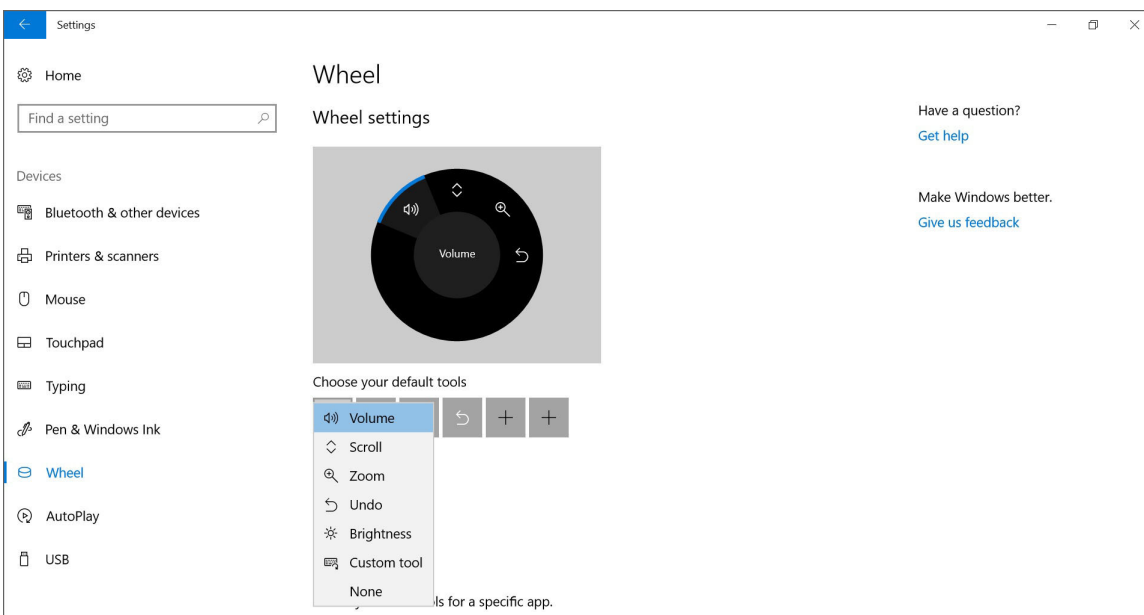 Settings
Home
Find a setting
Devices
Bluetooth & other devices
Printers & scanners
Mouse
Touchpad
Typing
Pen & Windows Ink
Wheel
AutoPlay
USB
Wheel
Wheel settings
Volume
Choose your default tools
Volume
Scroll
Zoom
Undo
Brightness
Custom tool
None
for a specific app.
Have a question?
Get help
Make Windows better.
Give us feedback